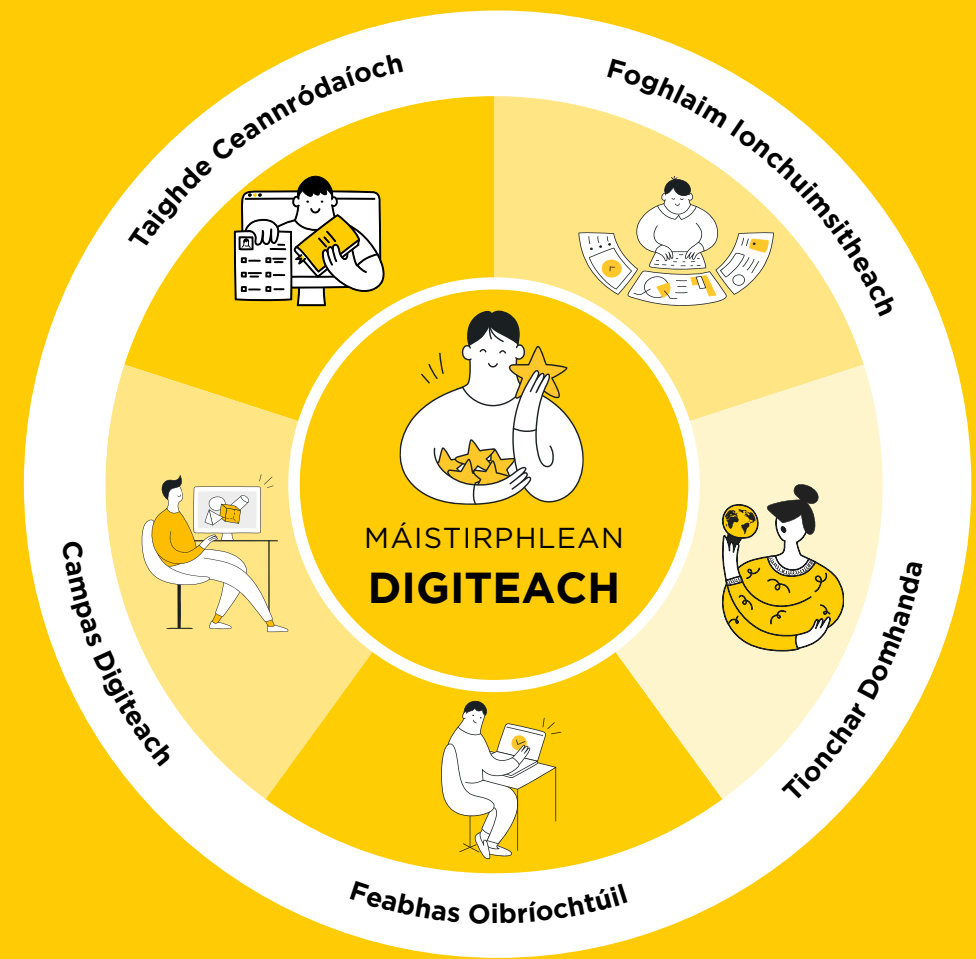 Taighde Ceannródaíoch
Foghlaim Ionchuimsitheach
MÁISTIRPHLEAN
DIGITEACH
Campas Digiteach
Tionchar Domhanda
Feabhas Oibríochtúil